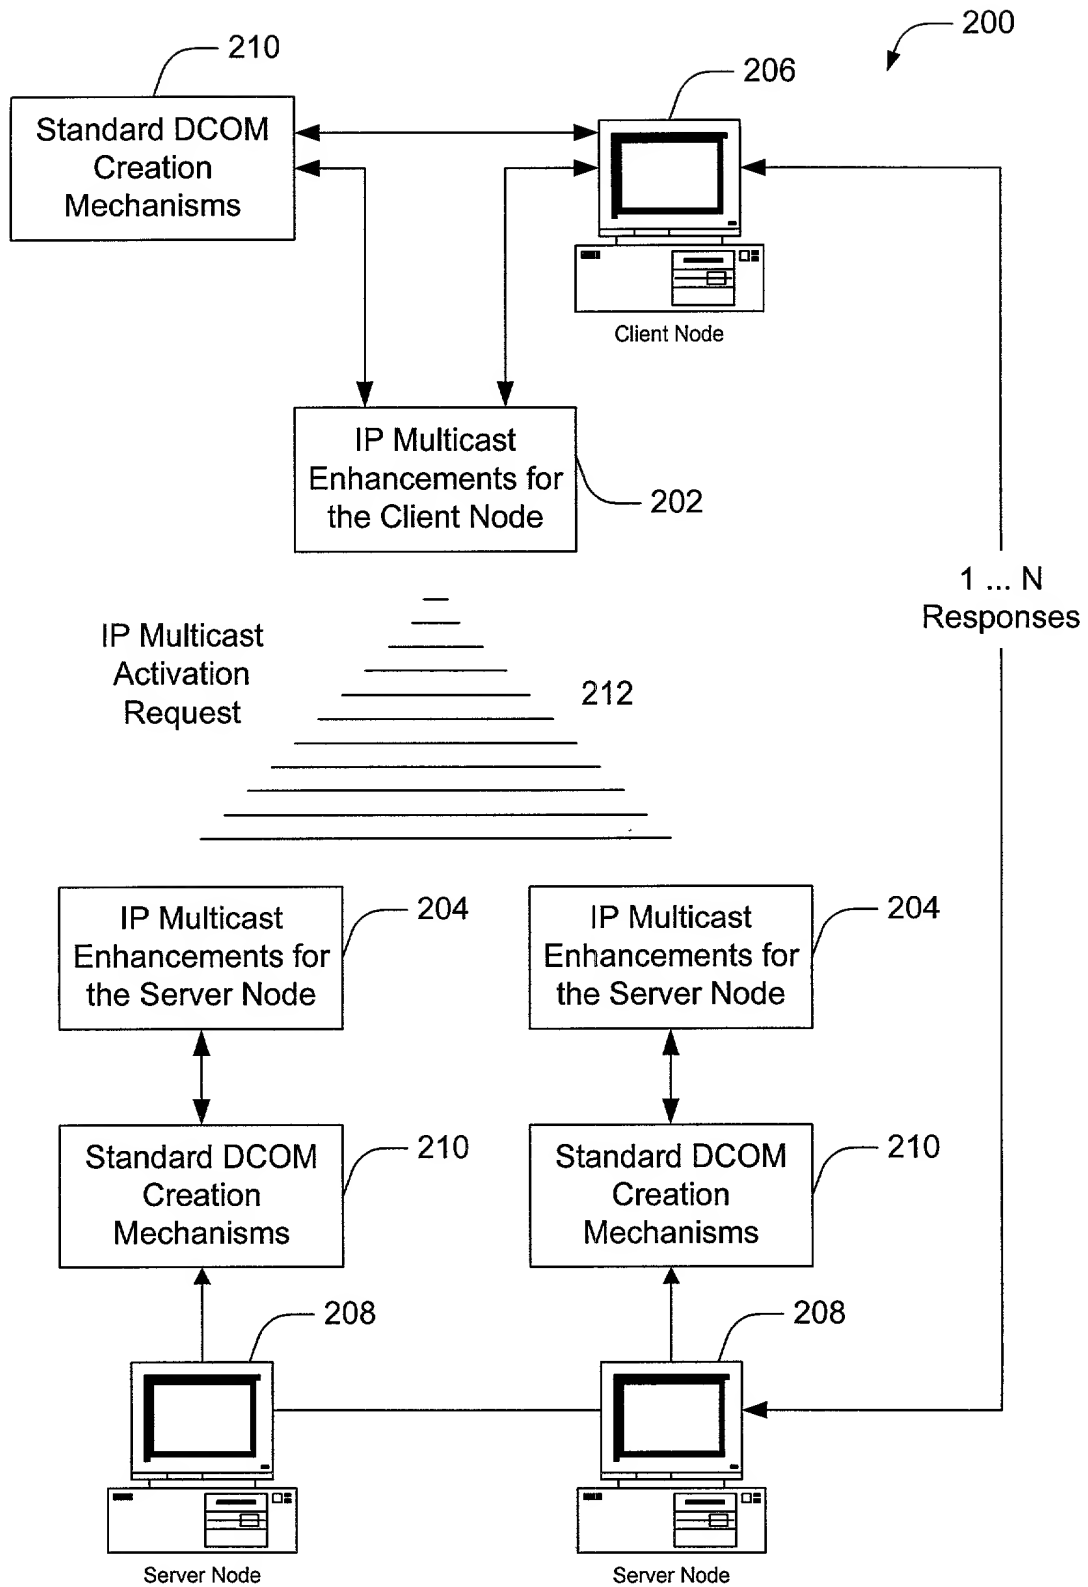 200
210
206
Standard DCOM
Creation
Mechanisms
Client Node
IP Multicast
Enhancements for
the Client Node
202
1 ... N
Responses
IP Multicast
Activation
Request
212
IP Multicast
Enhancements for
the Server Node
204
IP Multicast
Enhancements for
the Server Node
204
Standard DCOM
Creation
Mechanisms
210
Standard DCOM
Creation
Mechanisms
210
208
208
Server Node
Server Node